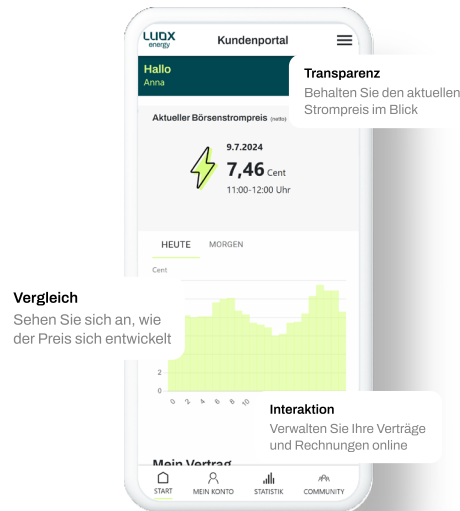 LUOX
energy
Kundenportal
Hallo
Anna
Transparenz
Behalten Sie den aktuellen
Strompreis im Blick
Aktueller Börsenstrompreis (netto)
9.7.2024
7,46 Cent
11:00-12:00 Uhr
HEUTE MORGEN
Cent
Vergleich
Sehen Sie sich an, wie
der Preis sich entwickelt
2
0
0 2 4 6 8 10
Interaktion
Verwalten Sie Ihre Verträge
und Rechnungen online
Mein Vertrag
START MEIN KONTO STATISTIK COMMUNITY